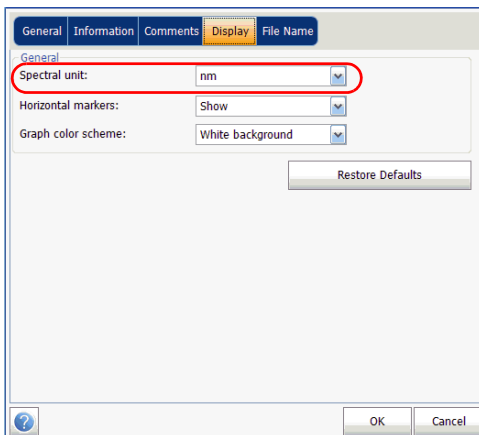 General Information Comments Display File Name
General
Spectral unit: nm
Horizontal markers: Show
Graph color scheme: White background
Restore Defaults
? OK Cancel